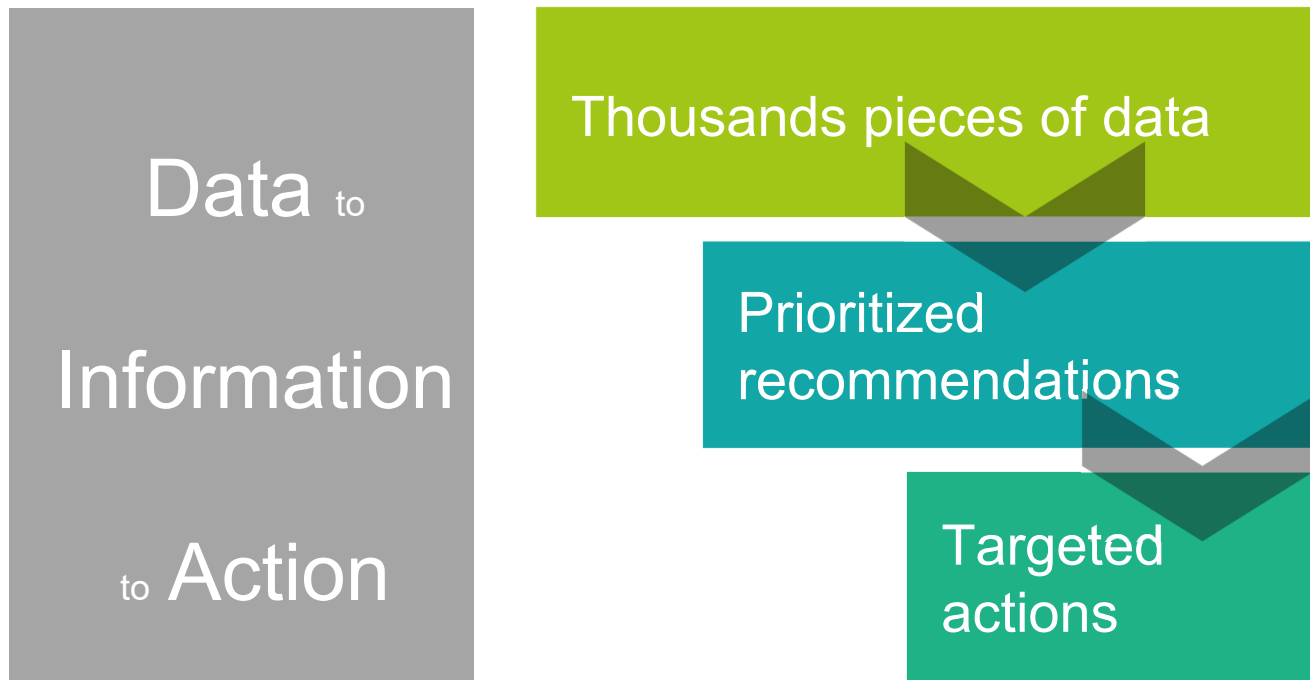 Data to
Information
to Action
Thousands pieces of data
Prioritized
recommendations
Targeted
actions